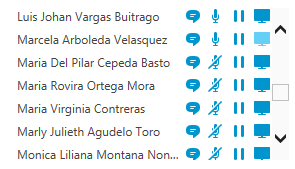 Luis Johan Vargas Buitrago
Marcela Arboleda Velasquez
Maria Del Pilar Cepeda Basto
Maria Rovira Ortega Mora
Maria Virginia Contreras
Marly Julieth Agudelo Toro
Monica Liliana Montana Non...